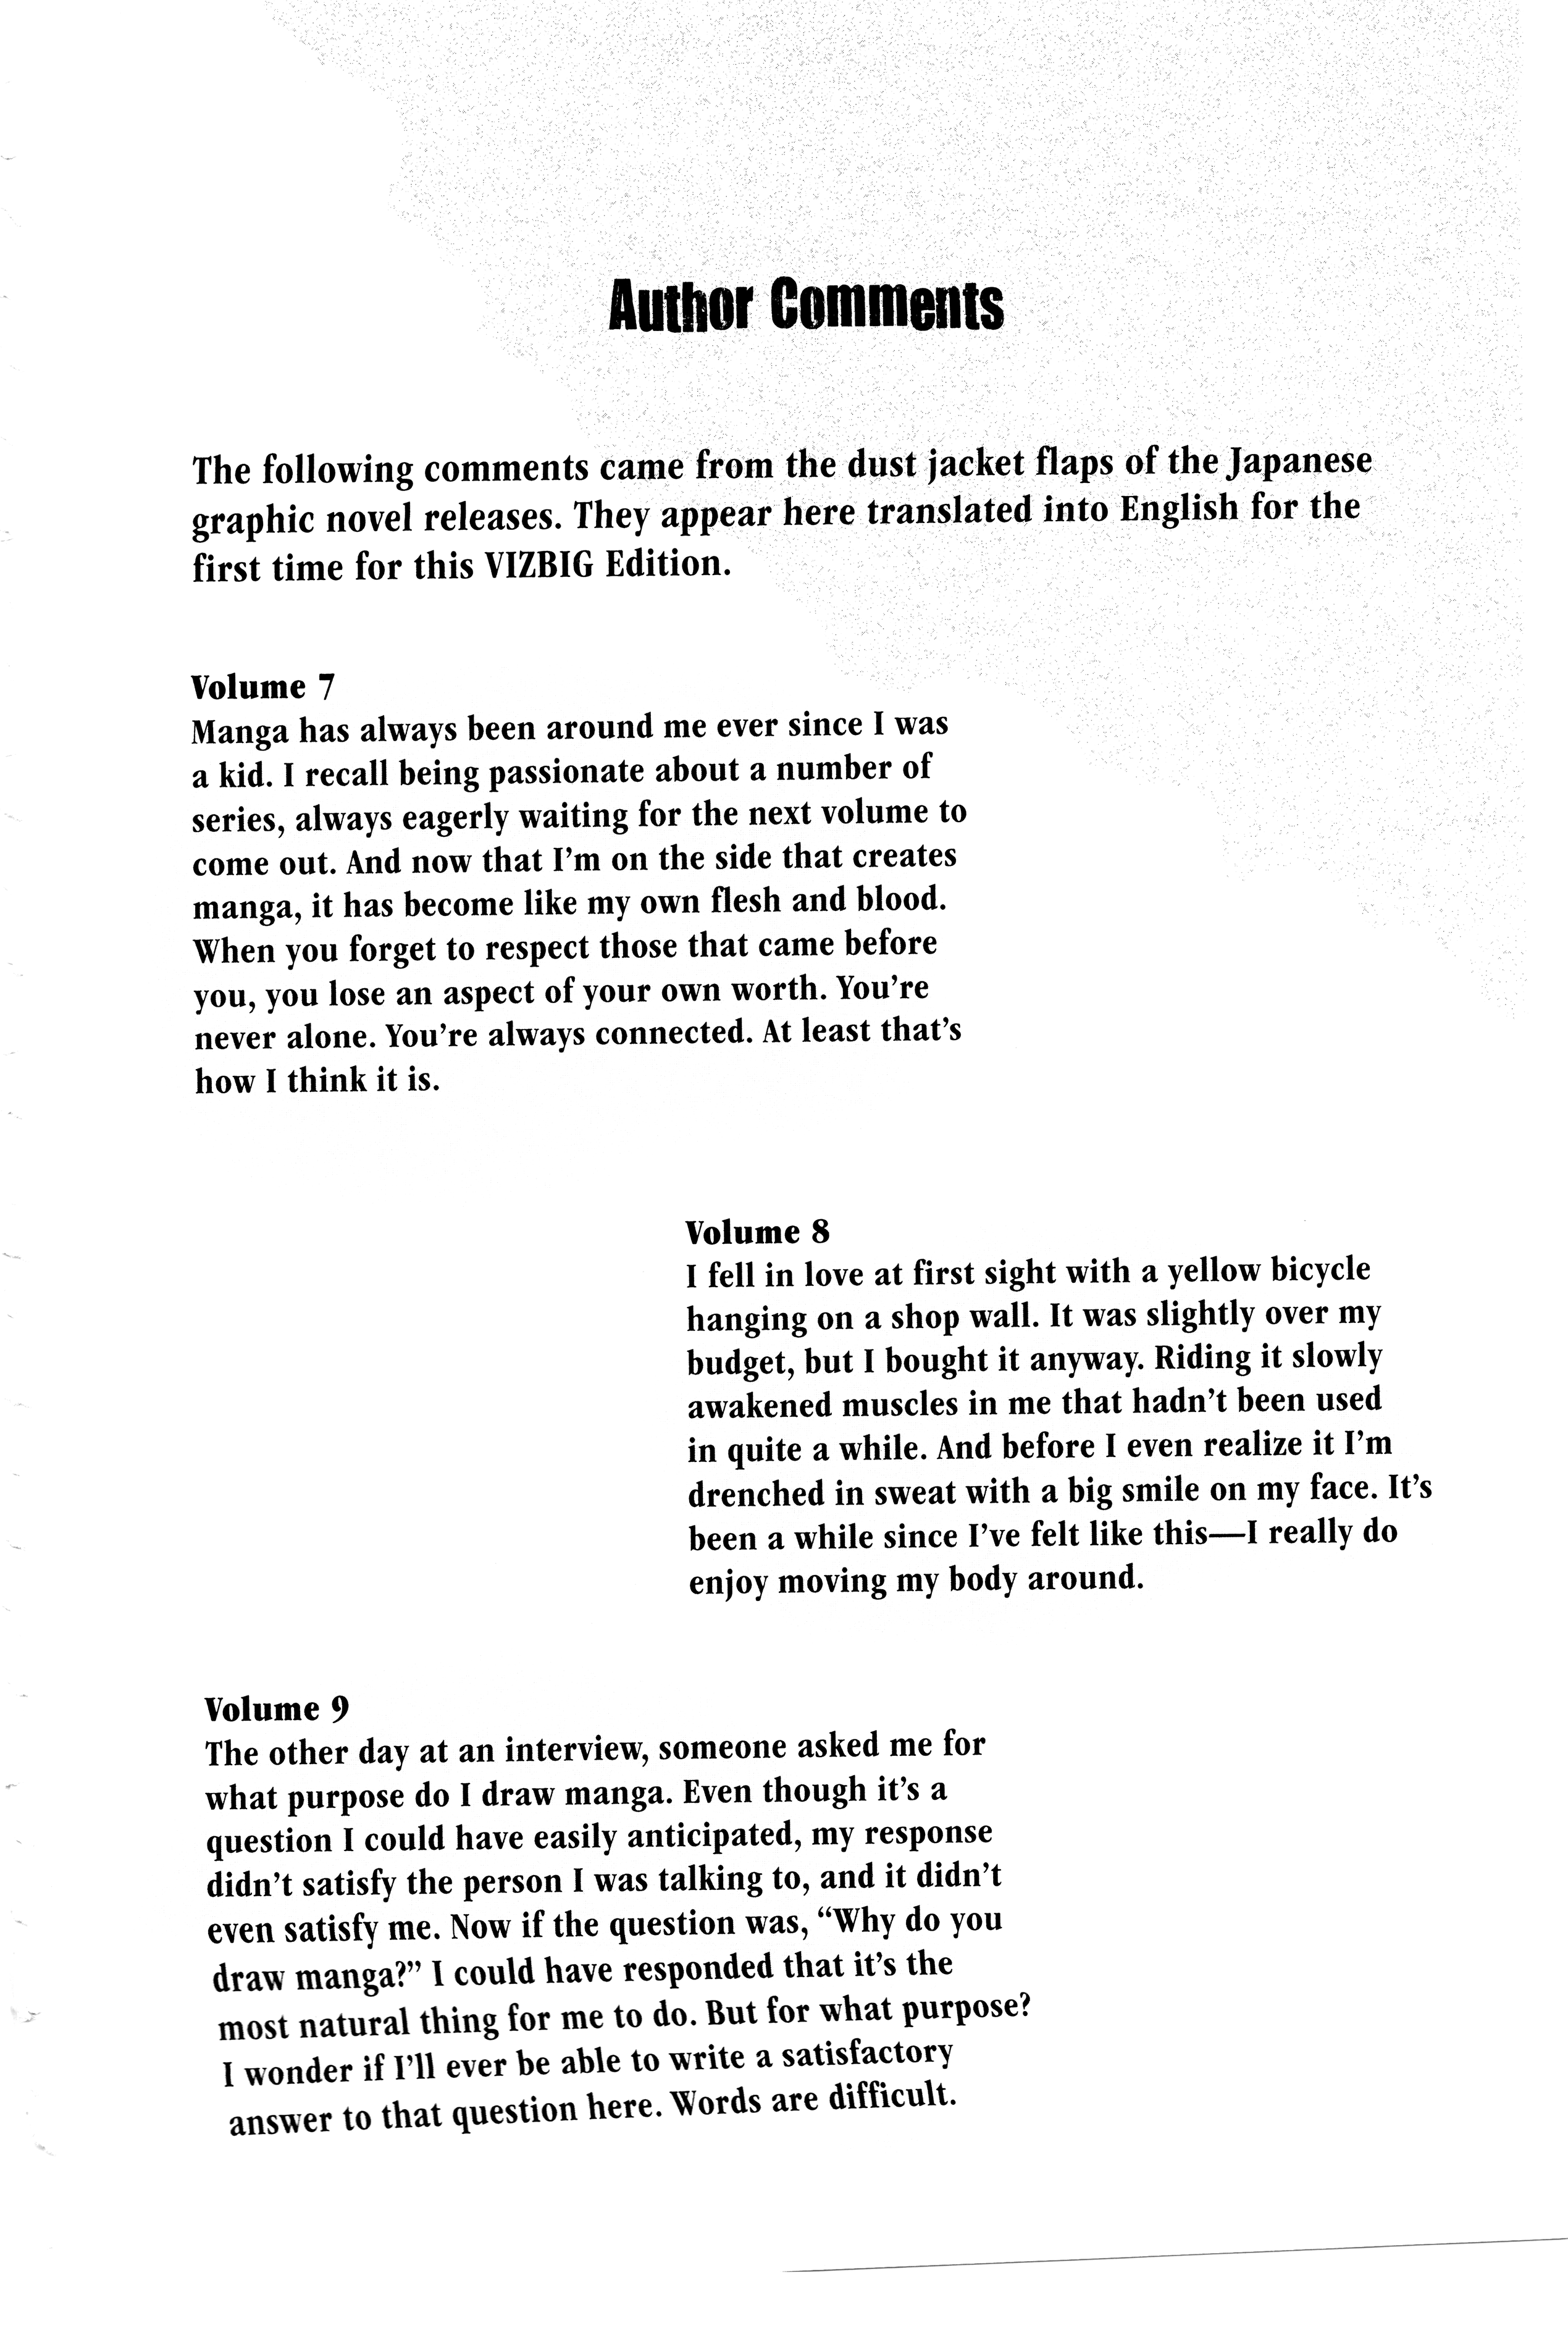 Author Comments
The following comments came from the dust jacket flaps of the Japanese
graphic novel releases. They appear here translated into English for the
first time for this VIZBIG Edition.
Volume 7
Manga has always been around me ever since I was
a kid. I recall being passionate about a number of
series, always eagerly waiting for the next volume to
come out. And now that I'm on the side that creates
manga, it has become like my own flesh and blood.
When you forget to respect those that came before
you, you lose an aspect of your own worth. You're
never alone. You're always connected. At least that's
how I think it is.
Volume 8
I fell in love at first sight with a yellow bicycle
hanging on a shop wall. It was slightly over my
budget, but I bought it anyway. Riding it slowly
awakened muscles in me that hadn't been used
in quite a while. And before I even realize it I'm
drenched in sweat with a big smile on my face. It's
been a while since I've felt like this—I really do
enjoy moving my body around.
Volume 9
The other day at an interview, someone asked me for
what purpose do I draw manga. Even though it's a
question I could have easily anticipated, my response
didn't satisfy the person I was talking to, and it didn't
even satisfy me. Now if the question was, “Why do you
draw manga?” I could have responded that it's the
most natural thing for me to do. But for what purpose?
I wonder if I'll ever be able to write a satisfactory
answer to that question here. Words are difficult.